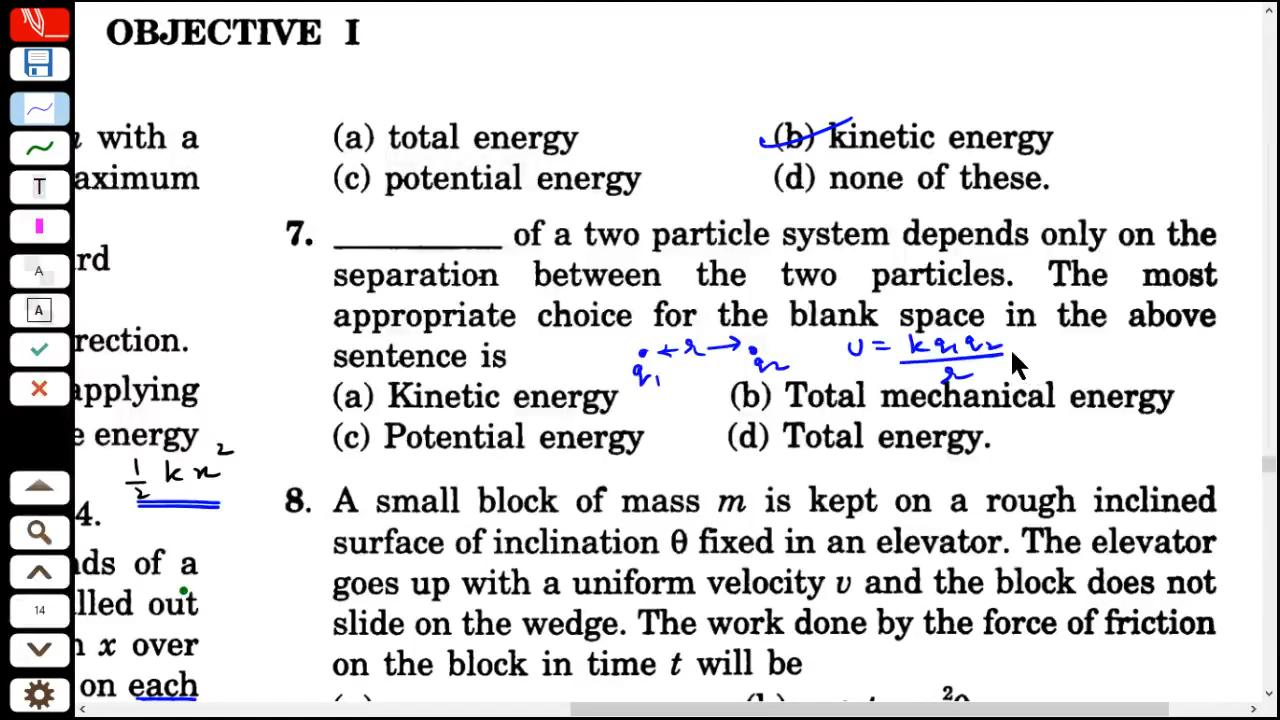 OBJECTIVE I
with a
aximum
rd
rection.
applying
e energy
1/2 k x²
4.
nds of a
lled out
x over
on each
(a) total energy (b) kinetic energy
(c) potential energy (d) none of these.
7. __________ of a two particle system depends only on the
separation between the two particles. The most
appropriate choice for the blank space in the above
sentence is
q₁ ←r→ q₂ U = k q₁ q₂ / r
(a) Kinetic energy (b) Total mechanical energy
(c) Potential energy (d) Total energy.
8. A small block of mass m is kept on a rough inclined
surface of inclination θ fixed in an elevator. The elevator
goes up with a uniform velocity v and the block does not
slide on the wedge. The work done by the force of friction
on the block in time t will be
T
A
A
14